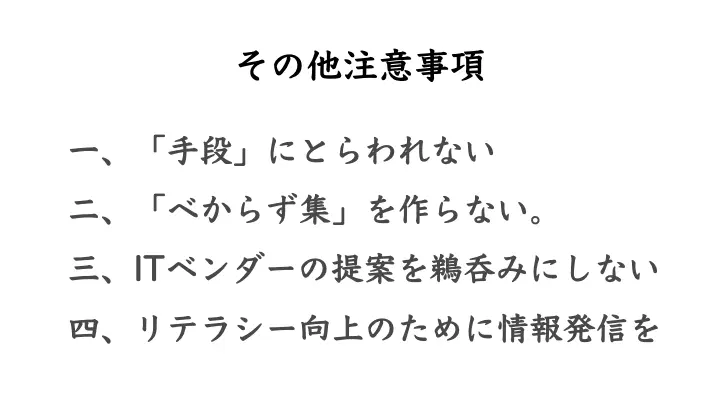 その他注意事項
一、「手段」にとらわれない
二、「べからず集」を作らない。
三、ITベンダーの提案を鵜呑みにしない
四、リテラシー向上のために情報発信を